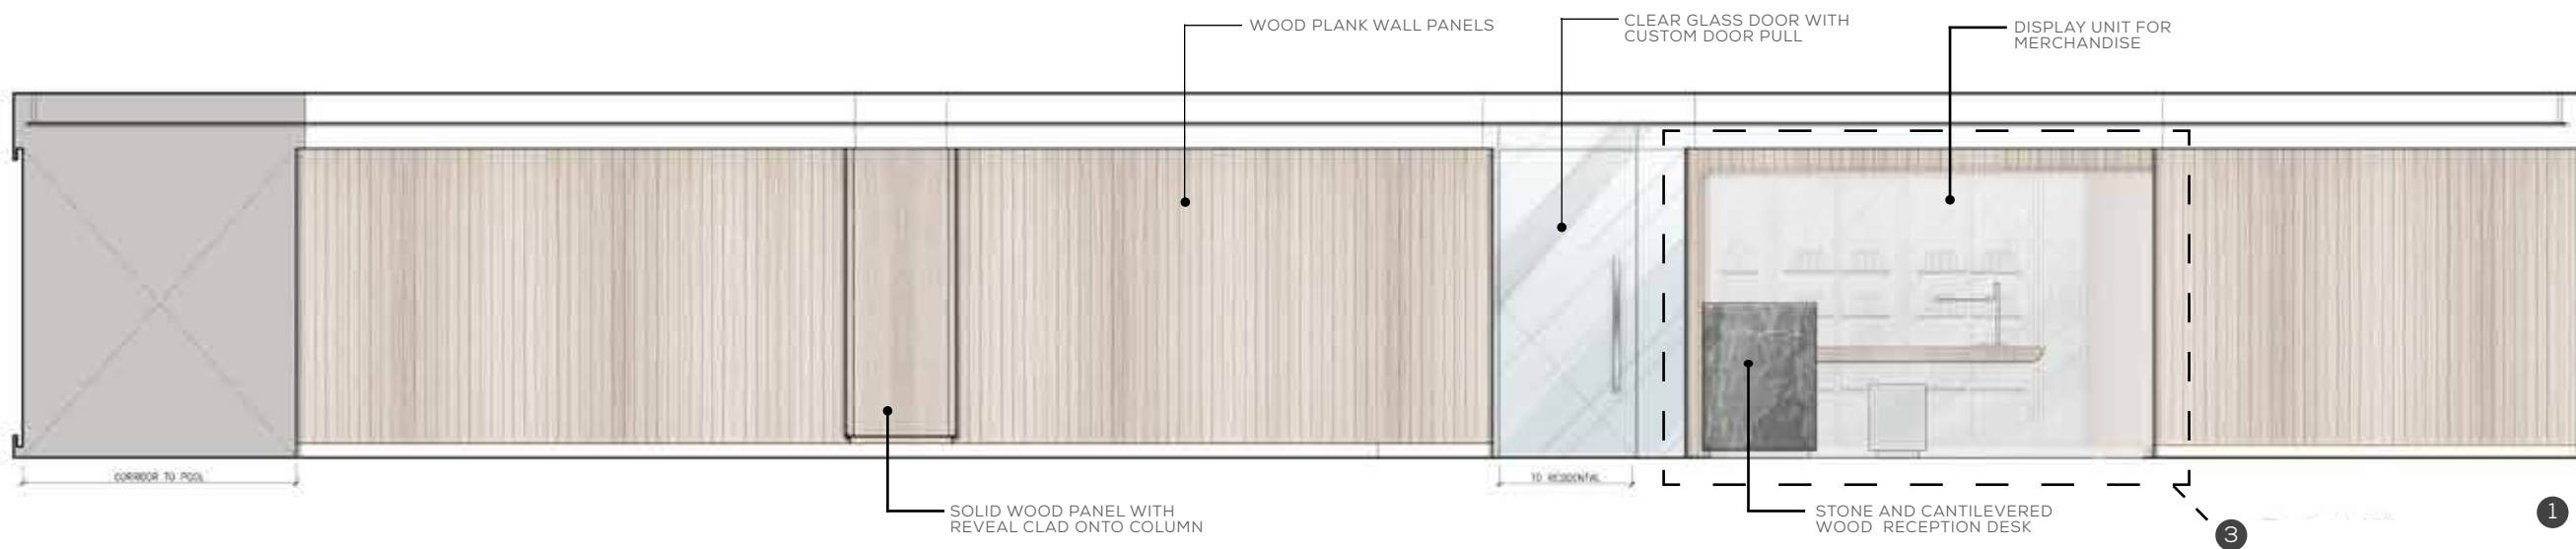 WOOD PLANK WALL PANELS
CLEAR GLASS DOOR WITH
CUSTOM DOOR PULL
DISPLAY UNIT FOR
MERCHANDISE
CORRIDOR TO POOL
TO RESIDENTIAL
SOLID WOOD PANEL WITH
REVEAL CLAD ONTO COLUMN
STONE AND CANTILEVERED
WOOD RECEPTION DESK
3
1